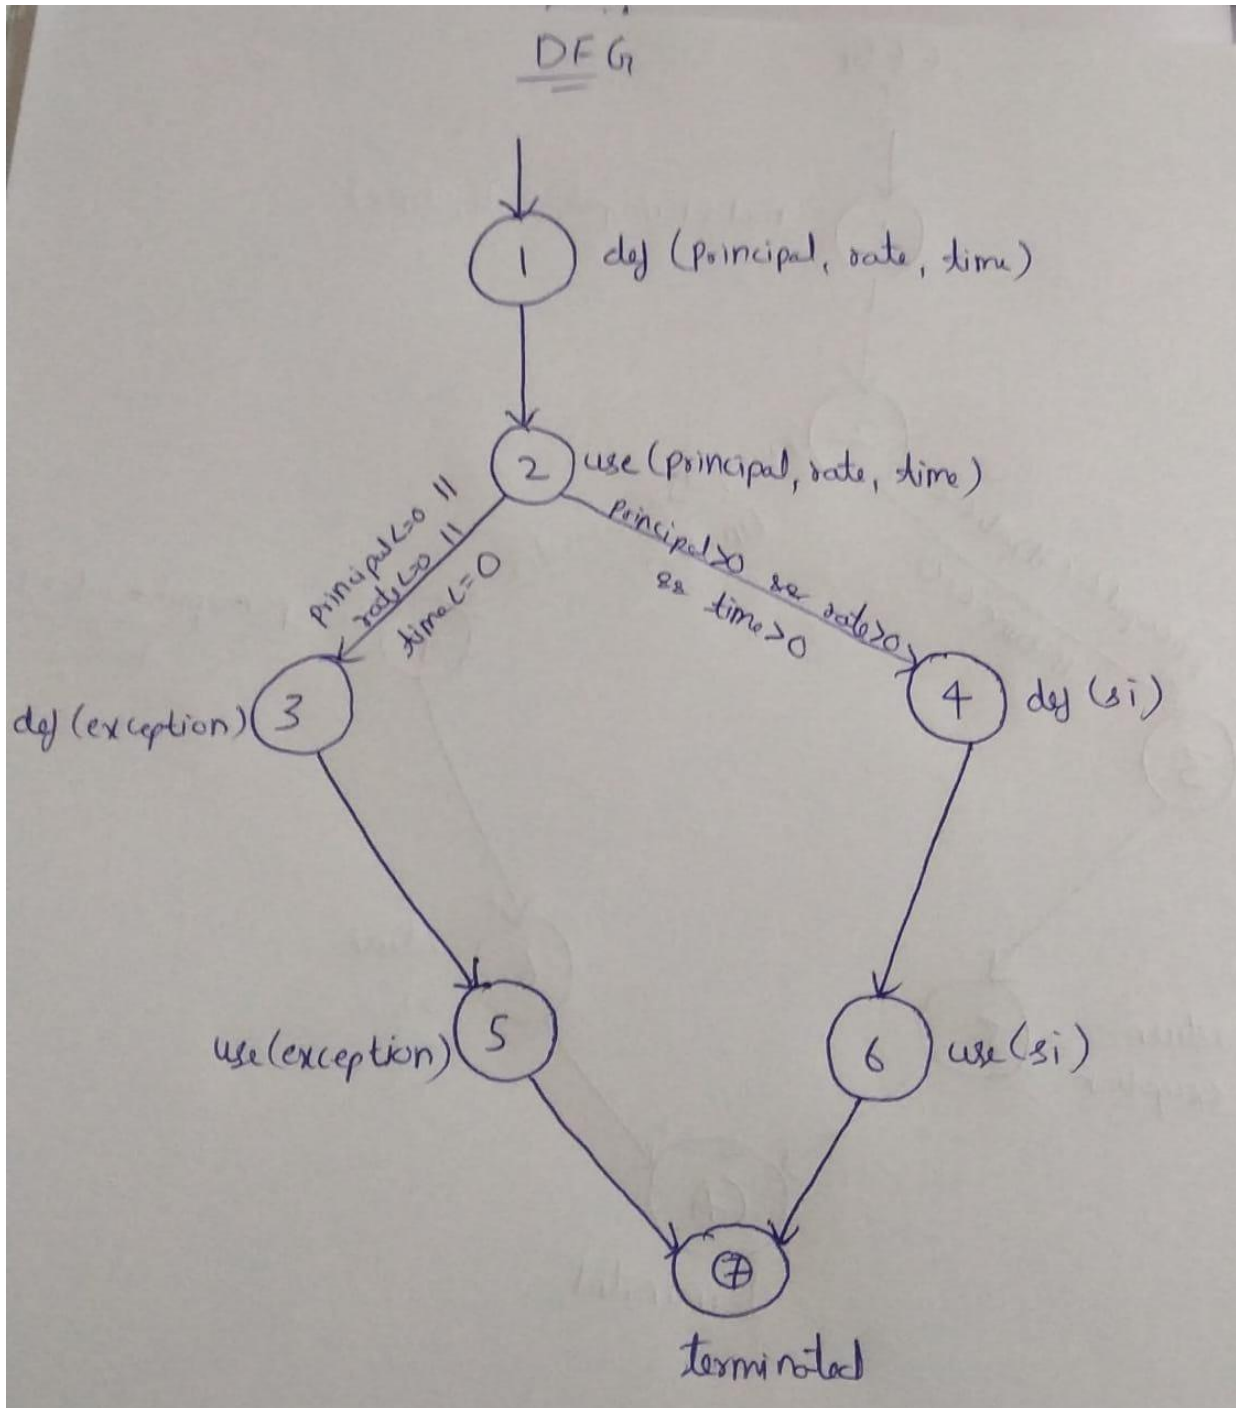 DFG
1 def (principal, rate, time)
2 use (principal, rate, time)
principal<=0 ||
rate<=0 ||
time<=0
principal>0 && rate>0
&& time>0
def (exception) 3
4 def (si)
use (exception) 5
6 use (si)
7
terminated